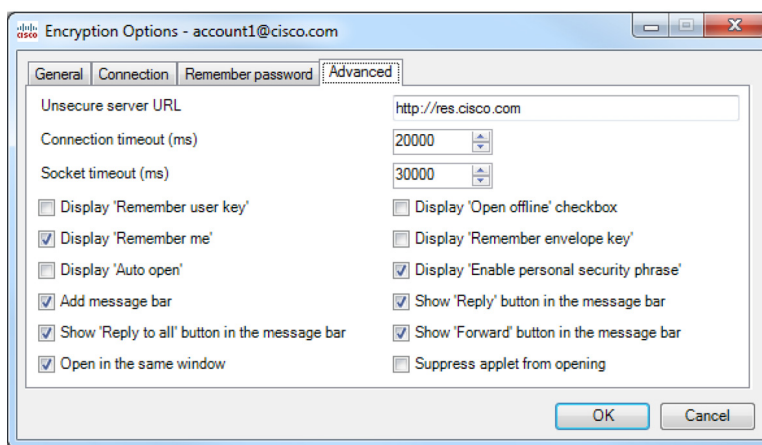 cisco Encryption Options - account1@cisco.com
General Connection Remember password Advanced
Unsecure server URL http://res.cisco.com
Connection timeout (ms) 20000
Socket timeout (ms) 30000
Display 'Remember user key' Display 'Open offline' checkbox
Display 'Remember me' Display 'Remember envelope key'
Display 'Auto open' Display 'Enable personal security phrase'
Add message bar Show 'Reply' button in the message bar
Show 'Reply to all' button in the message bar Show 'Forward' button in the message bar
Open in the same window Suppress applet from opening
OK Cancel